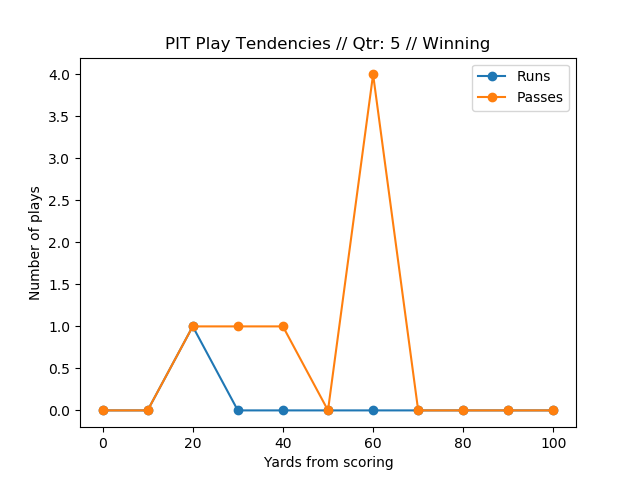 PIT Play Tendencies // Qtr: 5 // Winning
Runs
Passes
Number of plays
4.0
3.5
3.0
2.5
2.0
1.5
1.0
0.5
0.0
0 20 40 60 80 100
Yards from scoring